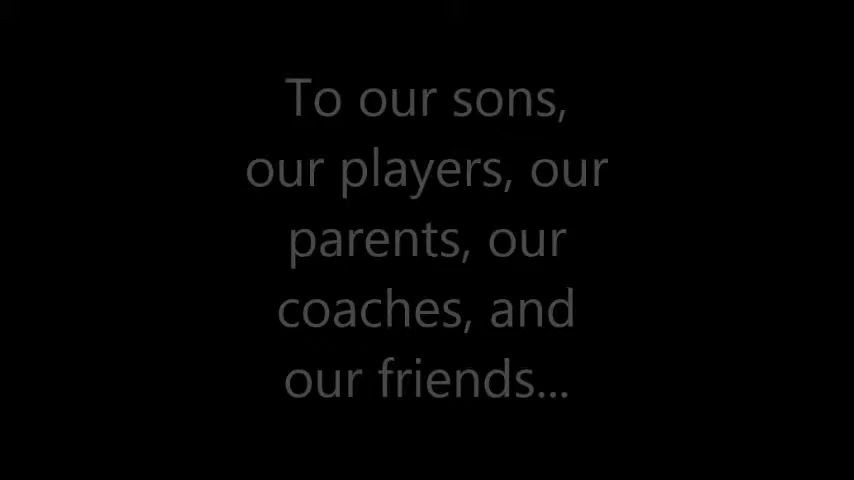 To our sons,
our players, our
parents, our
coaches, and
our friends...